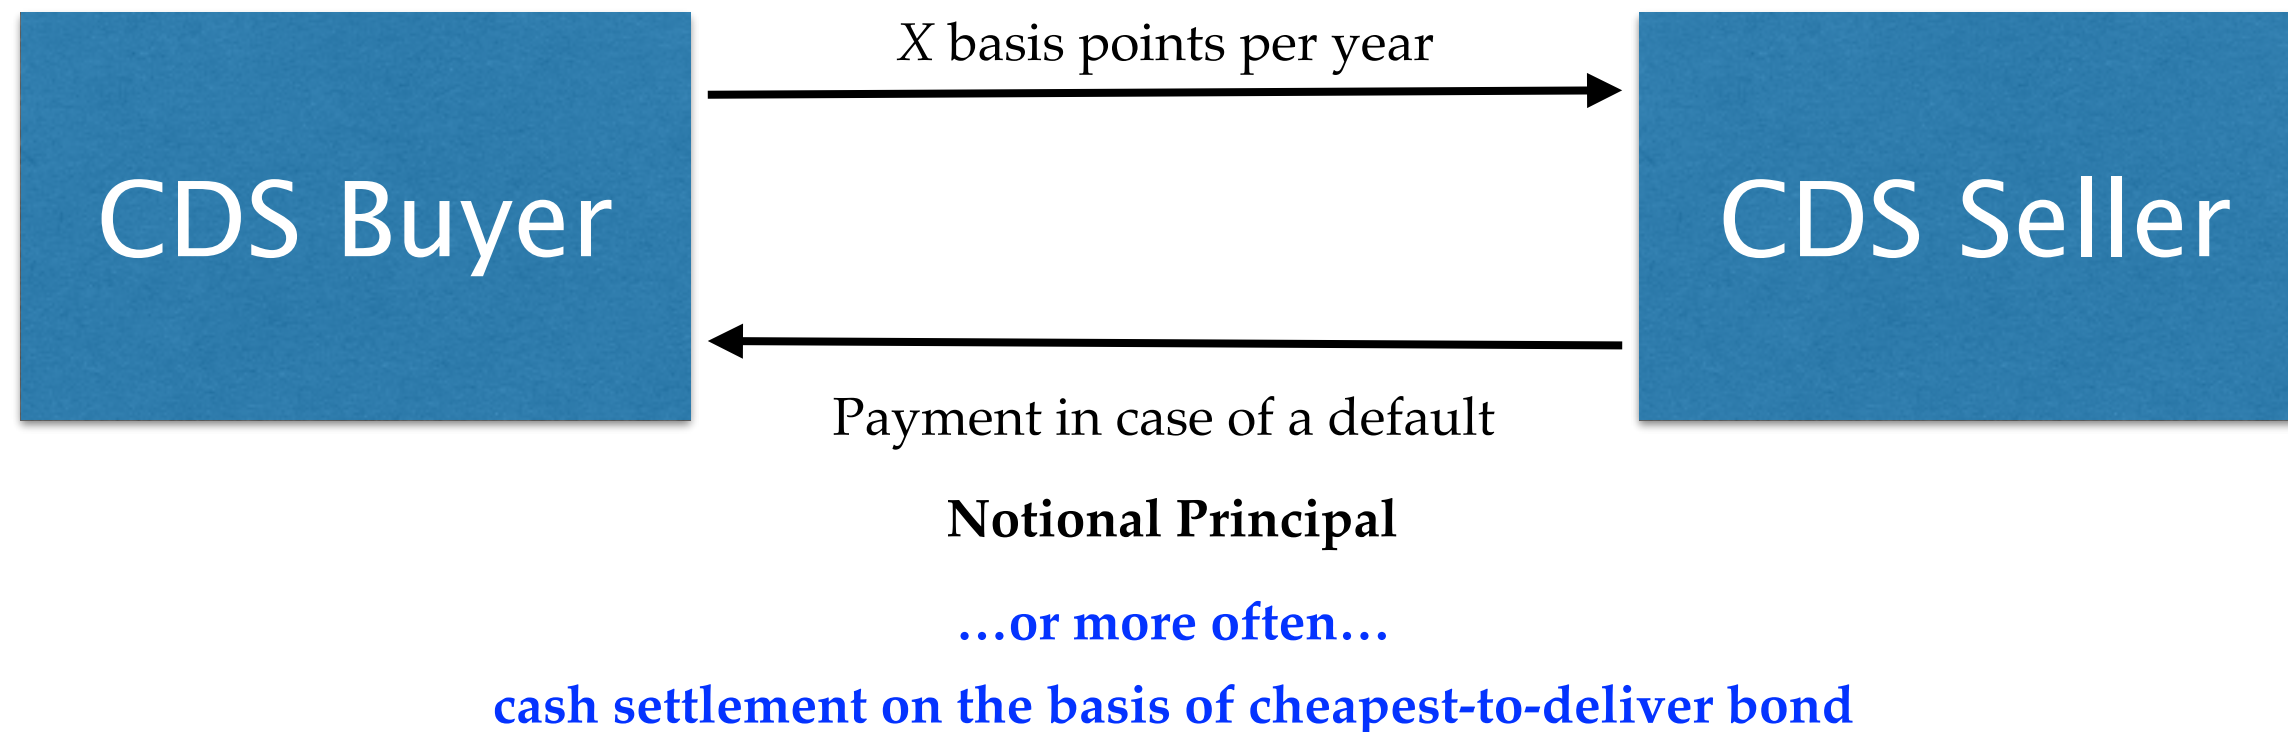 X basis points per year
CDS Buyer
CDS Seller
Payment in case of a default
Notional Principal
…or more often…
cash settlement on the basis of cheapest-to-deliver bond